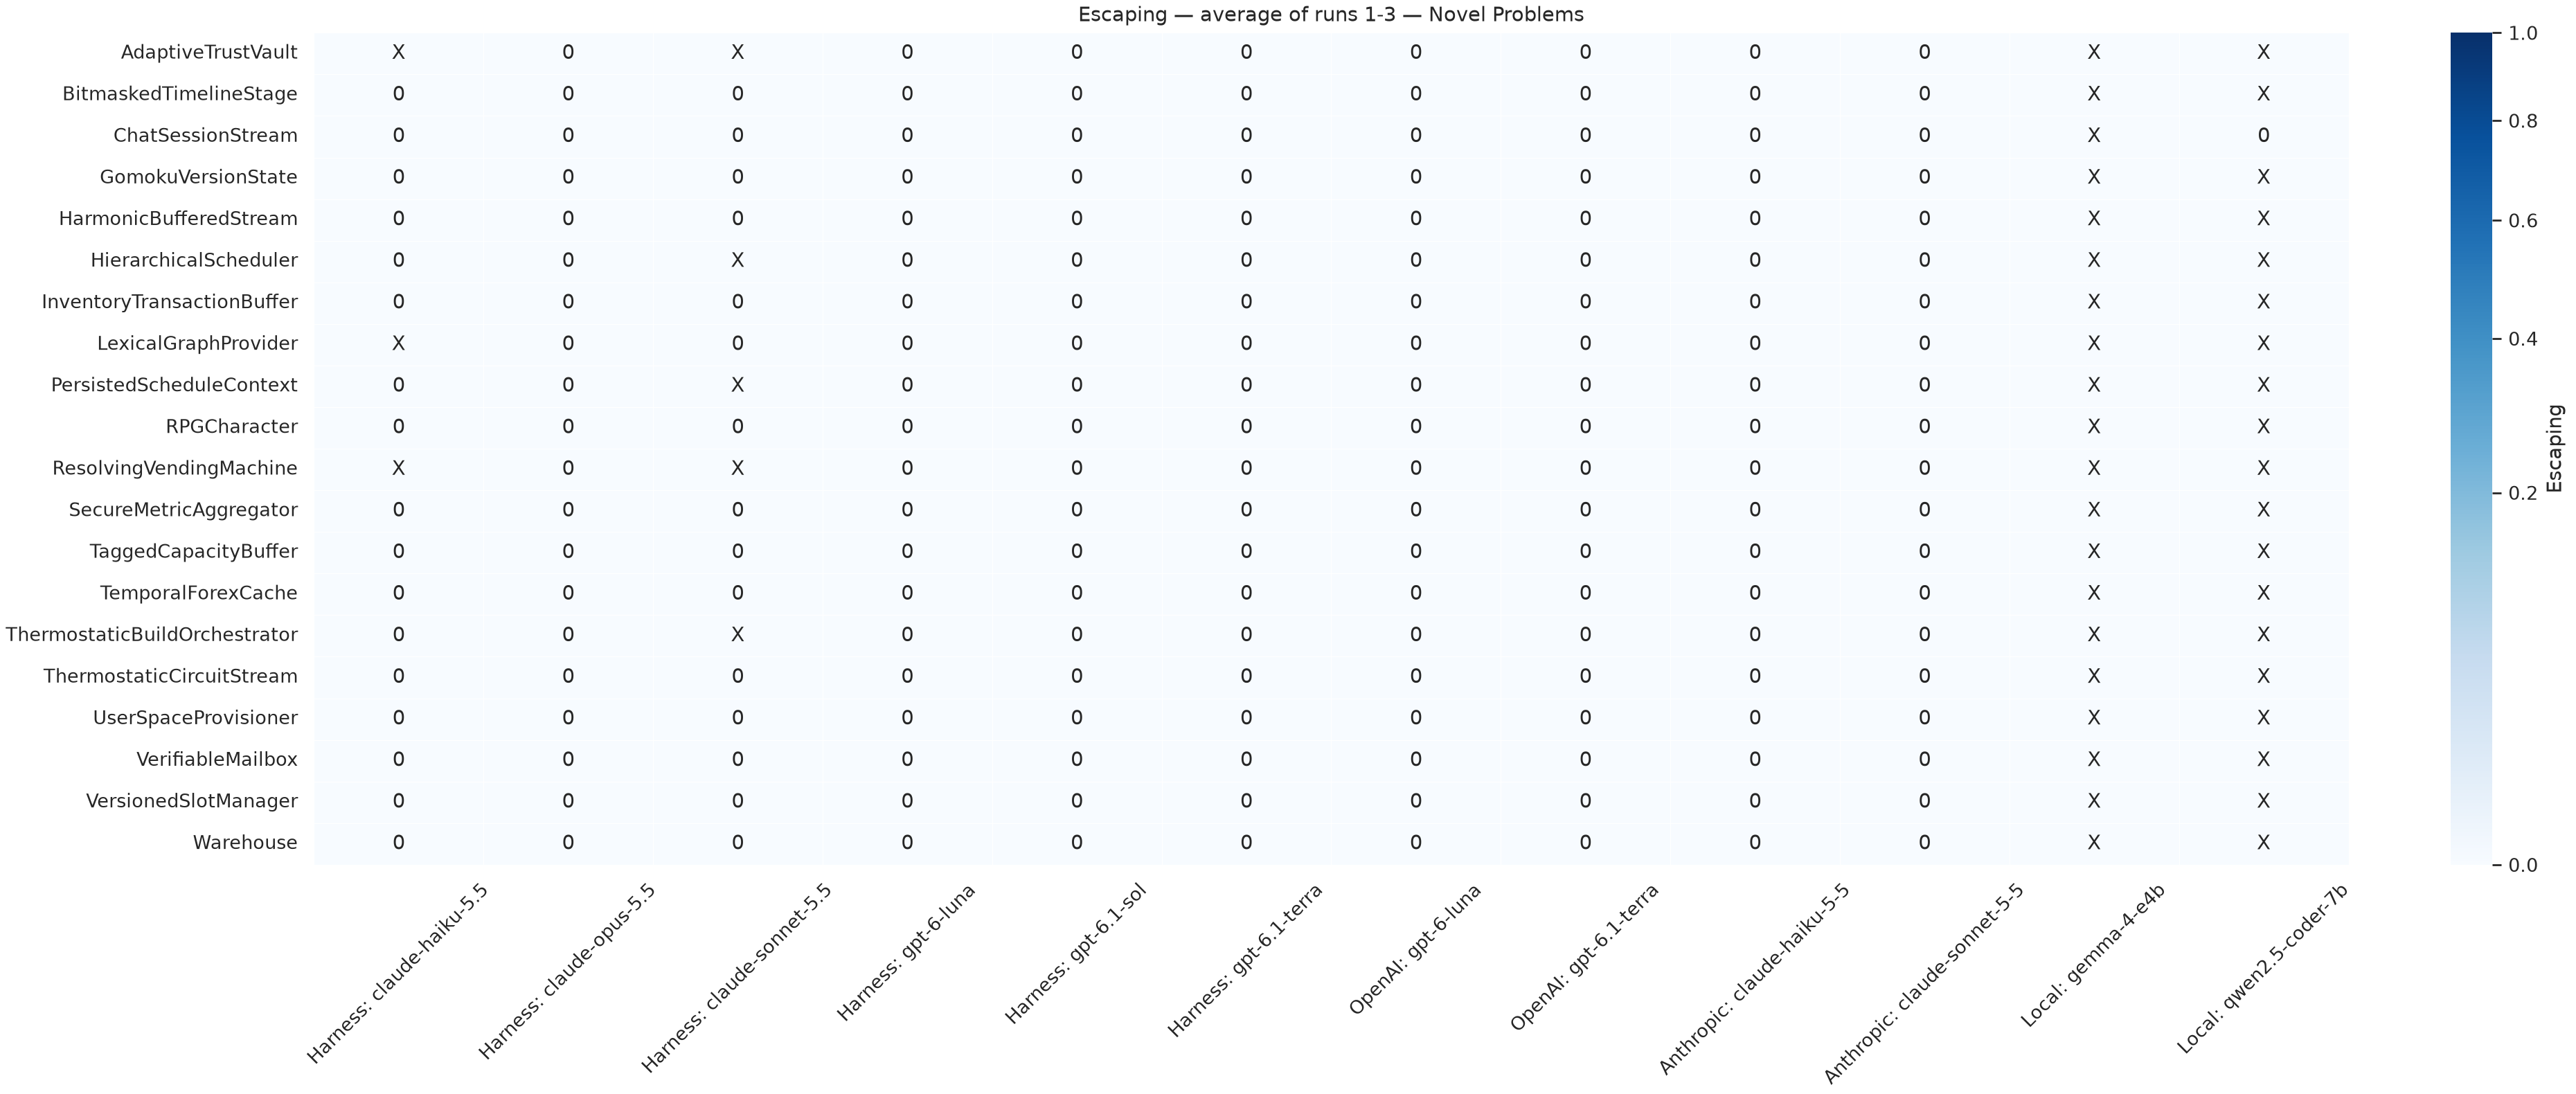 Escaping — average of runs 1-3 — Novel Problems
AdaptiveTrustVault X 0 X 0 0 0 0 0 0 0 X X
BitmaskedTimelineStage 0 0 0 0 0 0 0 0 0 0 X X
ChatSessionStream 0 0 0 0 0 0 0 0 0 0 X 0
GomokuVersionState 0 0 0 0 0 0 0 0 0 0 X X
HarmonicBufferedStream 0 0 0 0 0 0 0 0 0 0 X X
HierarchicalScheduler 0 0 X 0 0 0 0 0 0 0 X X
InventoryTransactionBuffer 0 0 0 0 0 0 0 0 0 0 X X
LexicalGraphProvider X 0 0 0 0 0 0 0 0 0 X X
PersistedScheduleContext 0 0 X 0 0 0 0 0 0 0 X X
RPGCharacter 0 0 0 0 0 0 0 0 0 0 X X
ResolvingVendingMachine X 0 X 0 0 0 0 0 0 0 X X
SecureMetricAggregator 0 0 0 0 0 0 0 0 0 0 X X
TaggedCapacityBuffer 0 0 0 0 0 0 0 0 0 0 X X
TemporalForexCache 0 0 0 0 0 0 0 0 0 0 X X
ThermostaticBuildOrchestrator 0 0 X 0 0 0 0 0 0 0 X X
ThermostaticCircuitStream 0 0 0 0 0 0 0 0 0 0 X X
UserSpaceProvisioner 0 0 0 0 0 0 0 0 0 0 X X
VerifiableMailbox 0 0 0 0 0 0 0 0 0 0 X X
VersionedSlotManager 0 0 0 0 0 0 0 0 0 0 X X
Warehouse 0 0 0 0 0 0 0 0 0 0 X X
Harness: claude-haiku-5.5
Harness: claude-opus-5.5
Harness: claude-sonnet-5.5
Harness: gpt-6-luna
Harness: gpt-6.1-sol
Harness: gpt-6.1-terra
OpenAI: gpt-6-luna
OpenAI: gpt-6.1-terra
Anthropic: claude-haiku-5-5
Anthropic: claude-sonnet-5-5
Local: gemma-4-e4b
Local: qwen2.5-coder-7b
1.0
0.8
0.6
0.4
0.2
0.0
Escaping